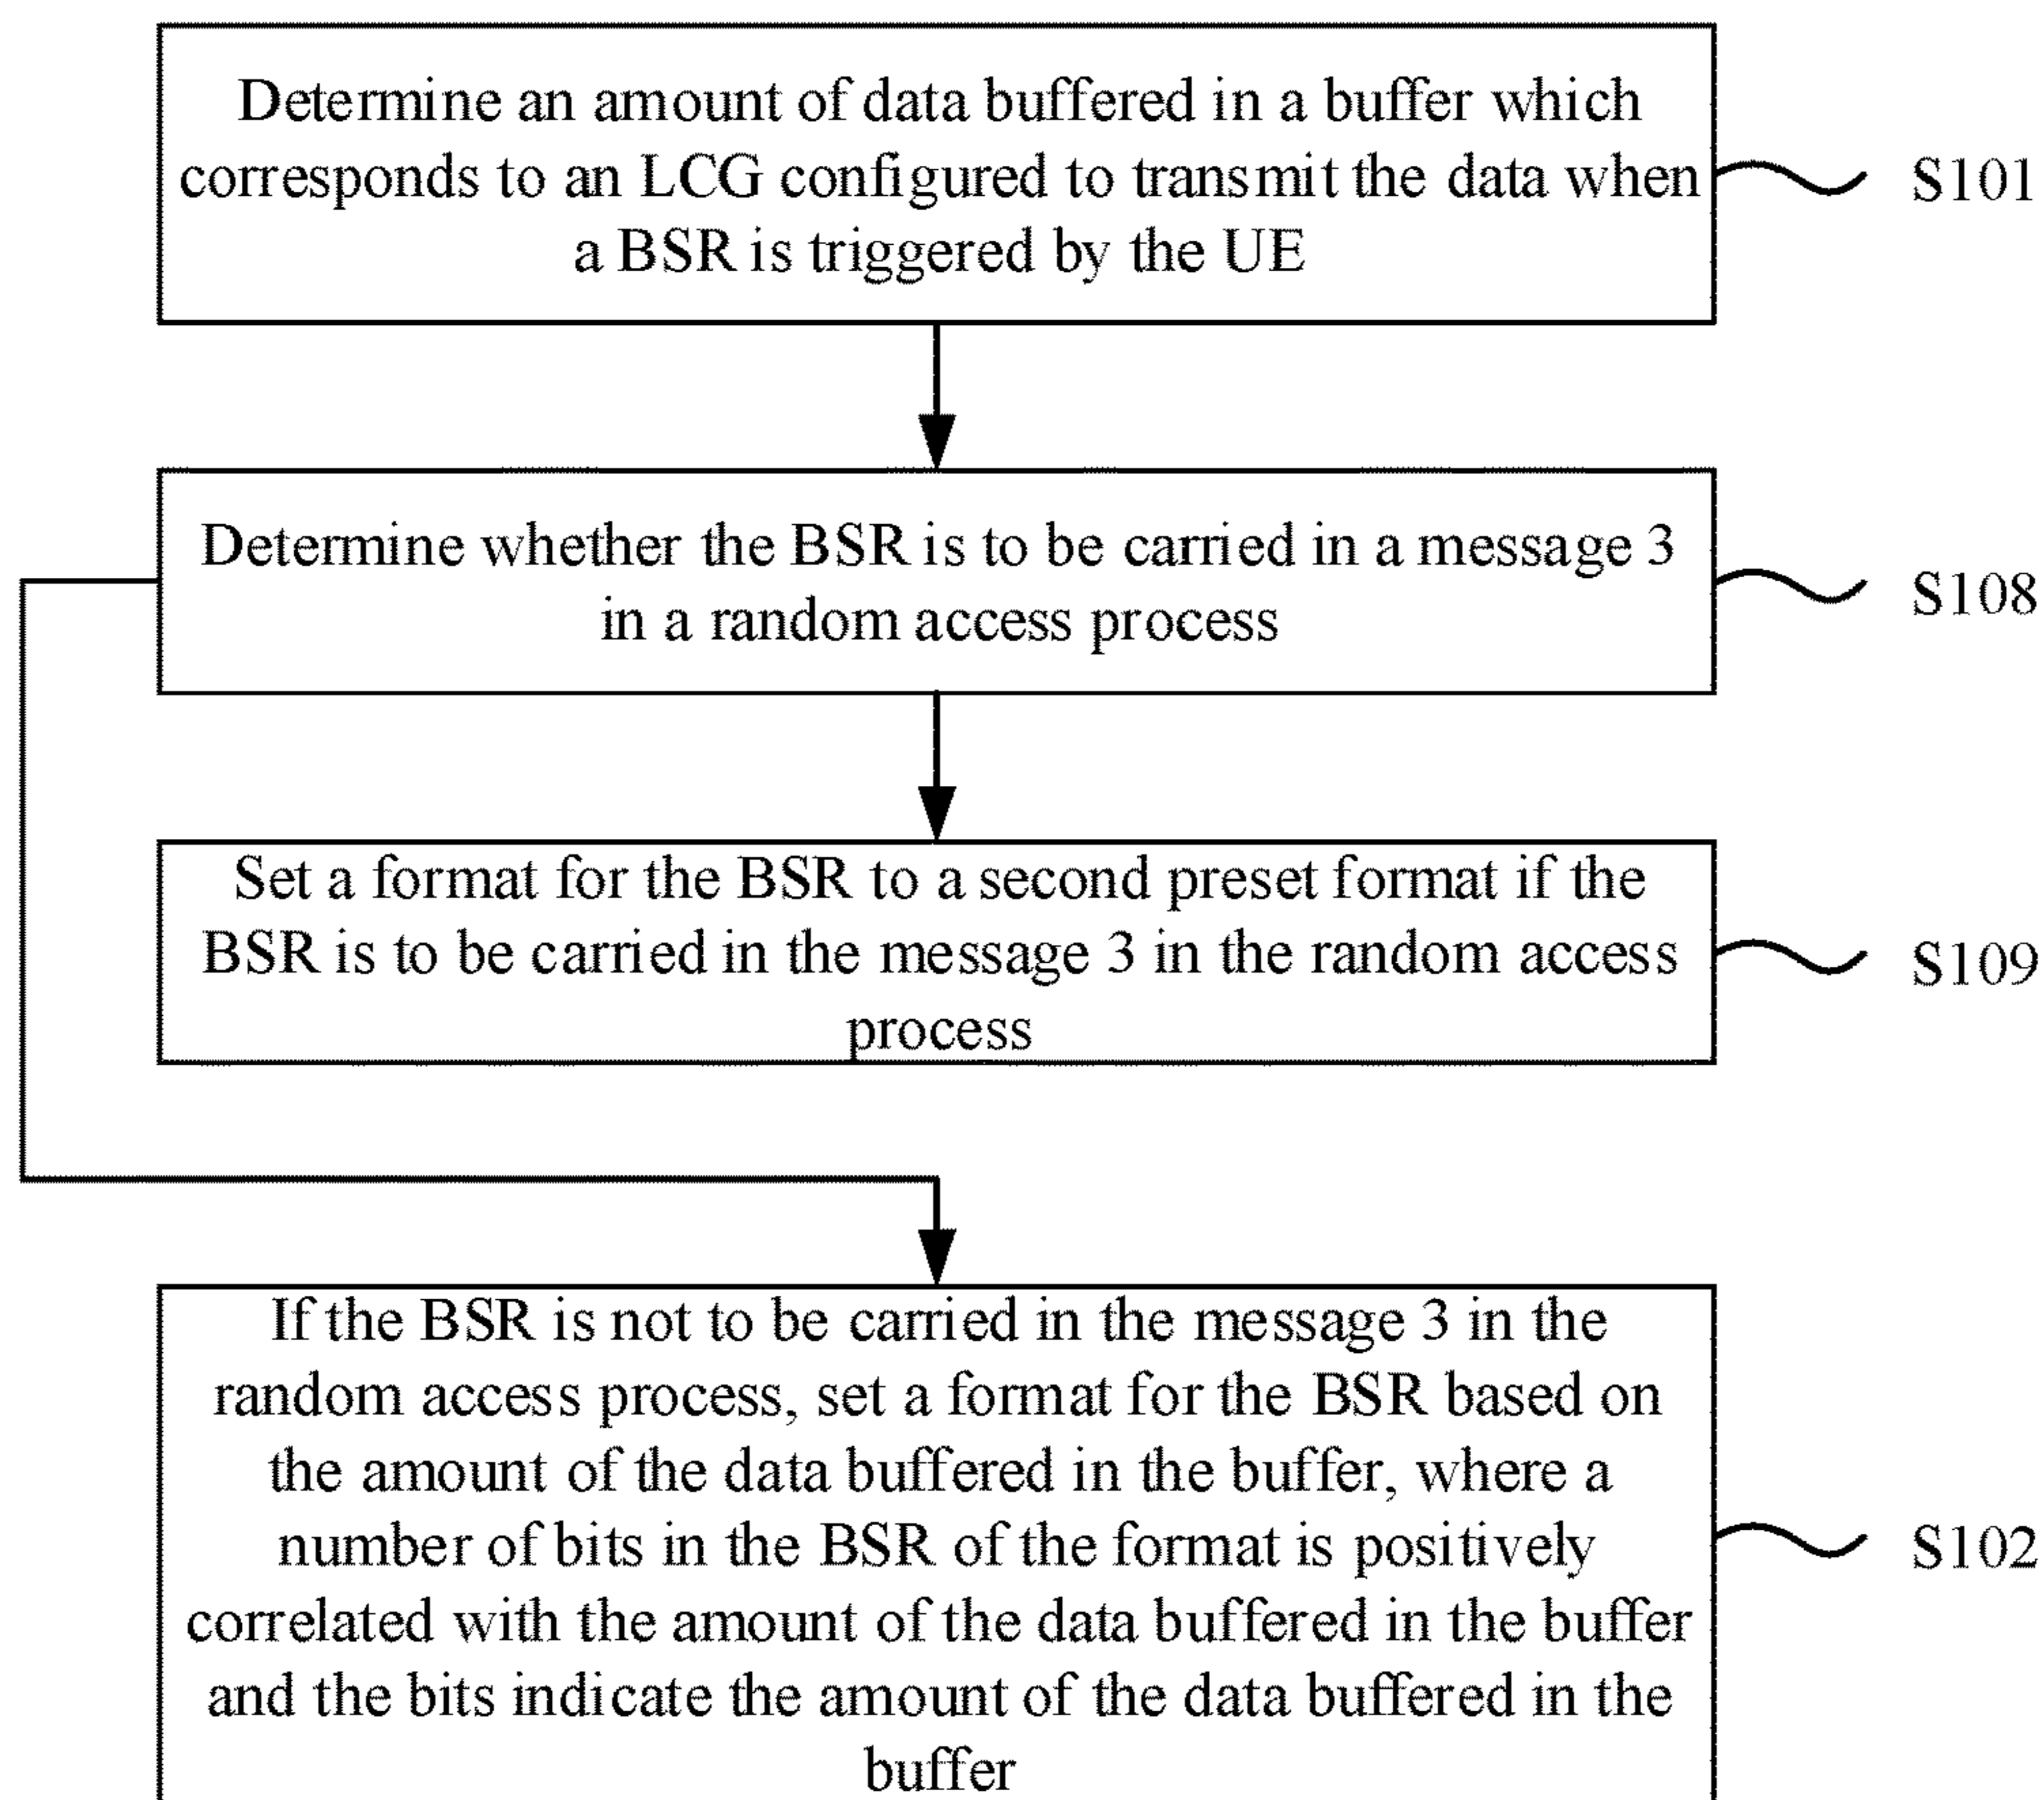 Determine an amount of data buffered in a buffer which
corresponds to an LCG configured to transmit the data when
a BSR is triggered by the UE
S101
Determine whether the BSR is to be carried in a message 3
in a random access process
S108
Set a format for the BSR to a second preset format if the
BSR is to be carried in the message 3 in the random access
process
S109
If the BSR is not to be carried in the message 3 in the
random access process, set a format for the BSR based on
the amount of the data buffered in the buffer, where a
number of bits in the BSR of the format is positively
correlated with the amount of the data buffered in the buffer
and the bits indicate the amount of the data buffered in the
buffer
S102